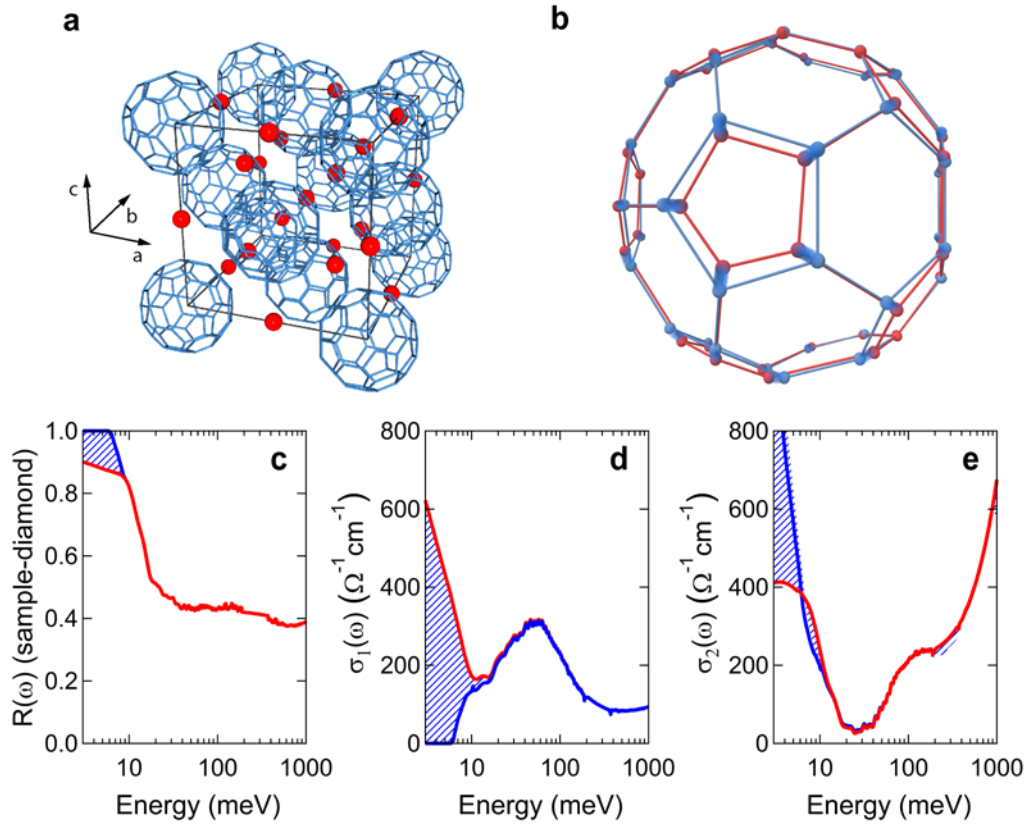 a
b
c
b
a
1.0
0.8
0.6
0.4
0.2
0.0
R(ω) (sample-diamond)
c
10
100
1000
Energy (meV)
800
600
400
200
0
σ₁(ω) (Ω⁻¹cm⁻¹)
d
10
100
1000
Energy (meV)
800
600
400
200
0
σ₂(ω) (Ω⁻¹cm⁻¹)
e
10
100
1000
Energy (meV)